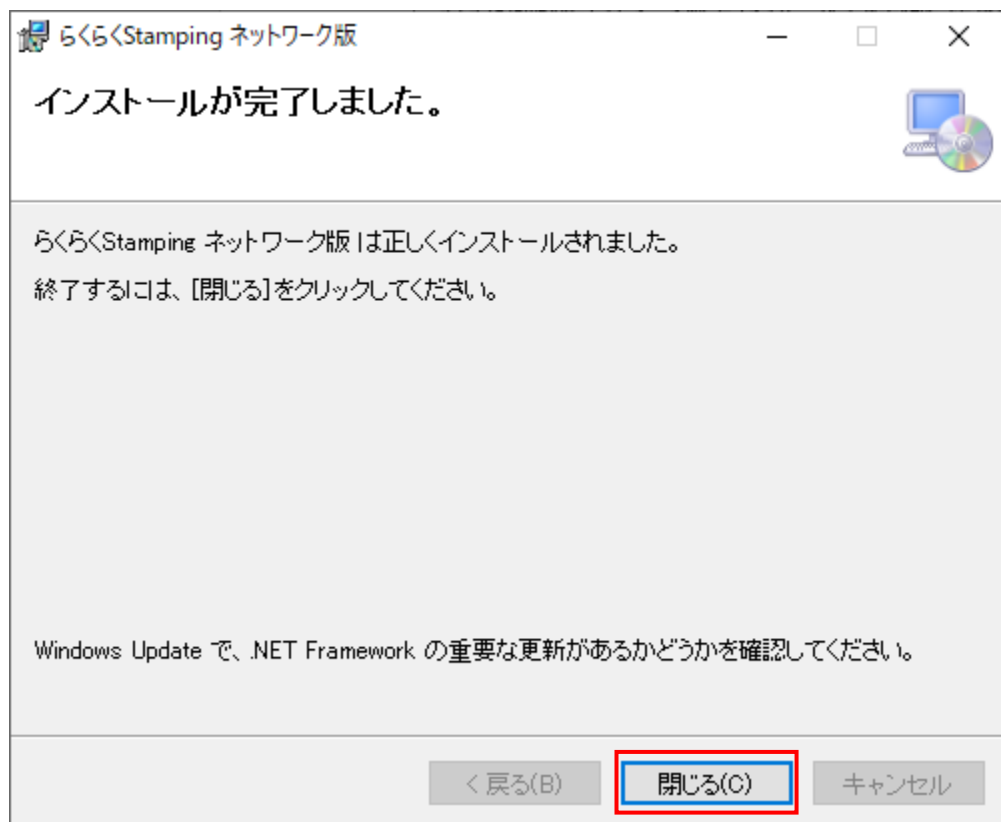 らくらくStamping ネットワーク版
インストールが完了しました。
らくらくStamping ネットワーク版 は正しくインストールされました。
終了するには、[閉じる]をクリックしてください。
Windows Update で、.NET Framework の重要な更新があるかどうかを確認してください。
< 戻る(B)
閉じる(C)
キャンセル